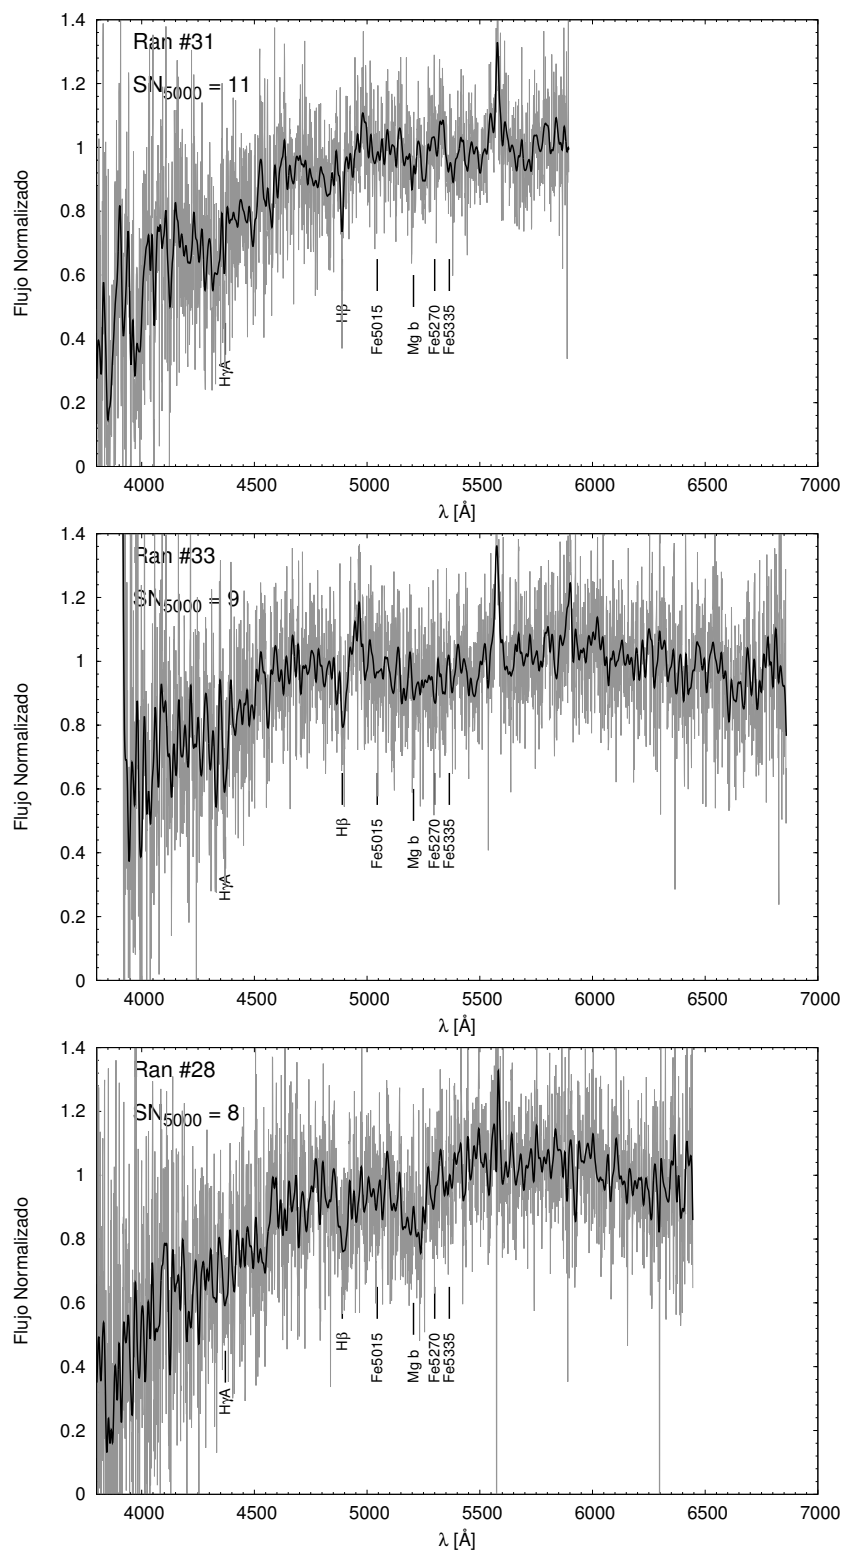 Ran #31
SN5000 = 11
1.4
1.2
1
0.8
0.6
0.4
0.2
0
Flujo Normalizado
HγA
Hβ
Fe5015
Mg b
Fe5270
Fe5335
4000 4500 5000 5500 6000 6500 7000
λ [Å]
Ran #33
SN5000 = 9
1.4
1.2
1
0.8
0.6
0.4
0.2
0
Flujo Normalizado
HγA
Hβ
Fe5015
Mg b
Fe5270
Fe5335
4000 4500 5000 5500 6000 6500 7000
λ [Å]
Ran #28
SN5000 = 8
1.4
1.2
1
0.8
0.6
0.4
0.2
0
Flujo Normalizado
HγA
Hβ
Fe5015
Mg b
Fe5270
Fe5335
4000 4500 5000 5500 6000 6500 7000
λ [Å]